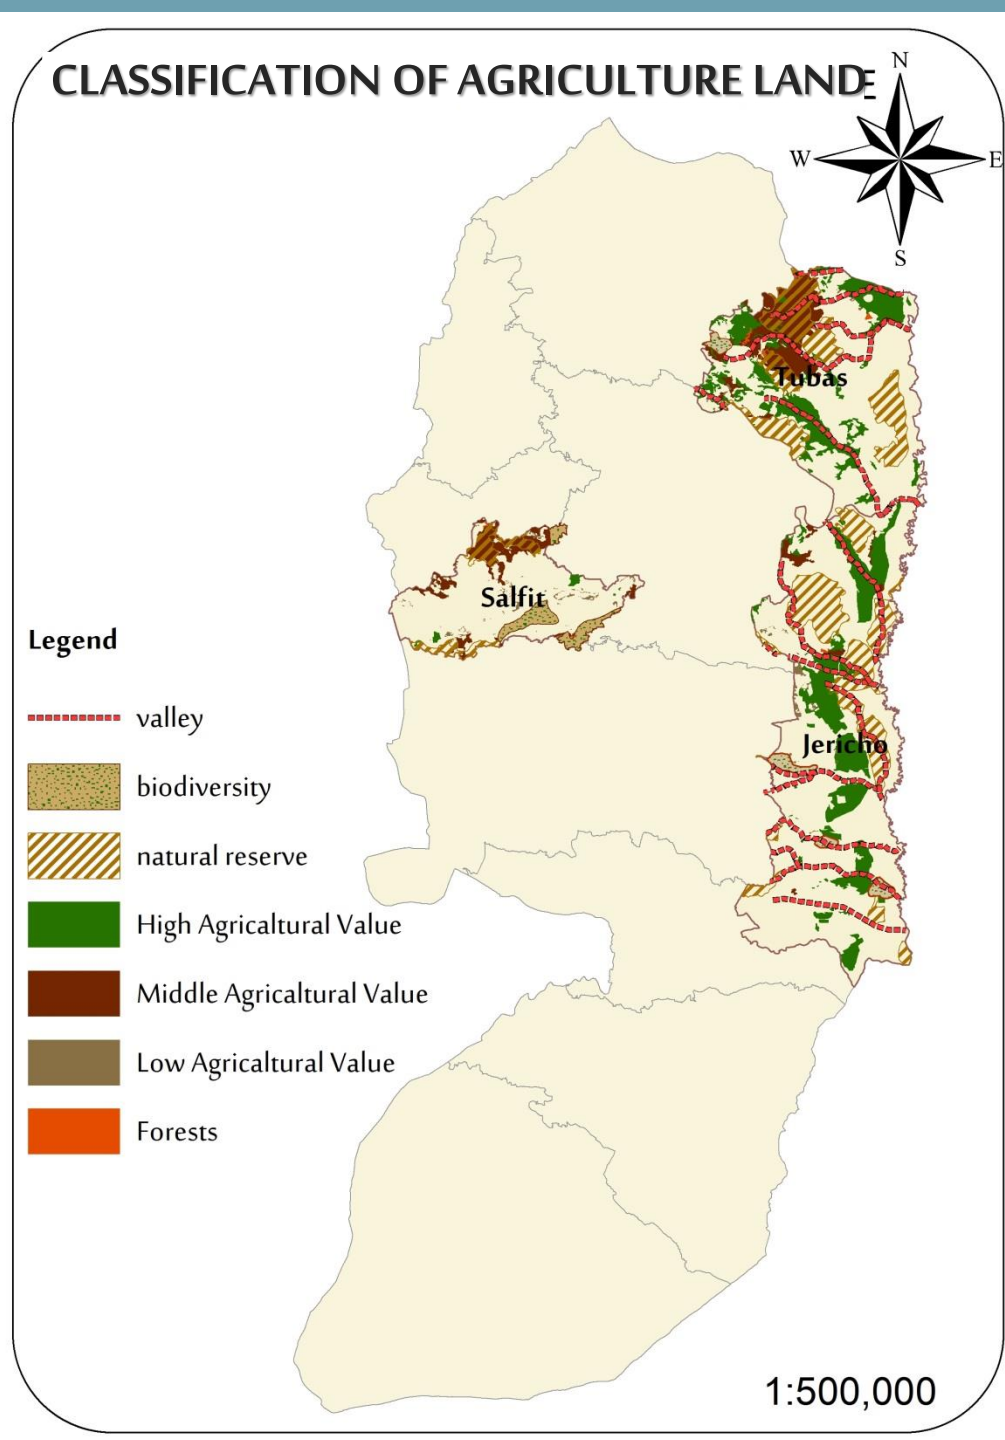 CLASSIFICATION OF AGRICULTURE LAND
E
N
W
E
S
Tubas
Salfit
Jericho
Legend
valley
biodiversity
natural reserve
High Agricaltural Value
Middle Agricaltural Value
Low Agricaltural Value
Forests
1:500,000